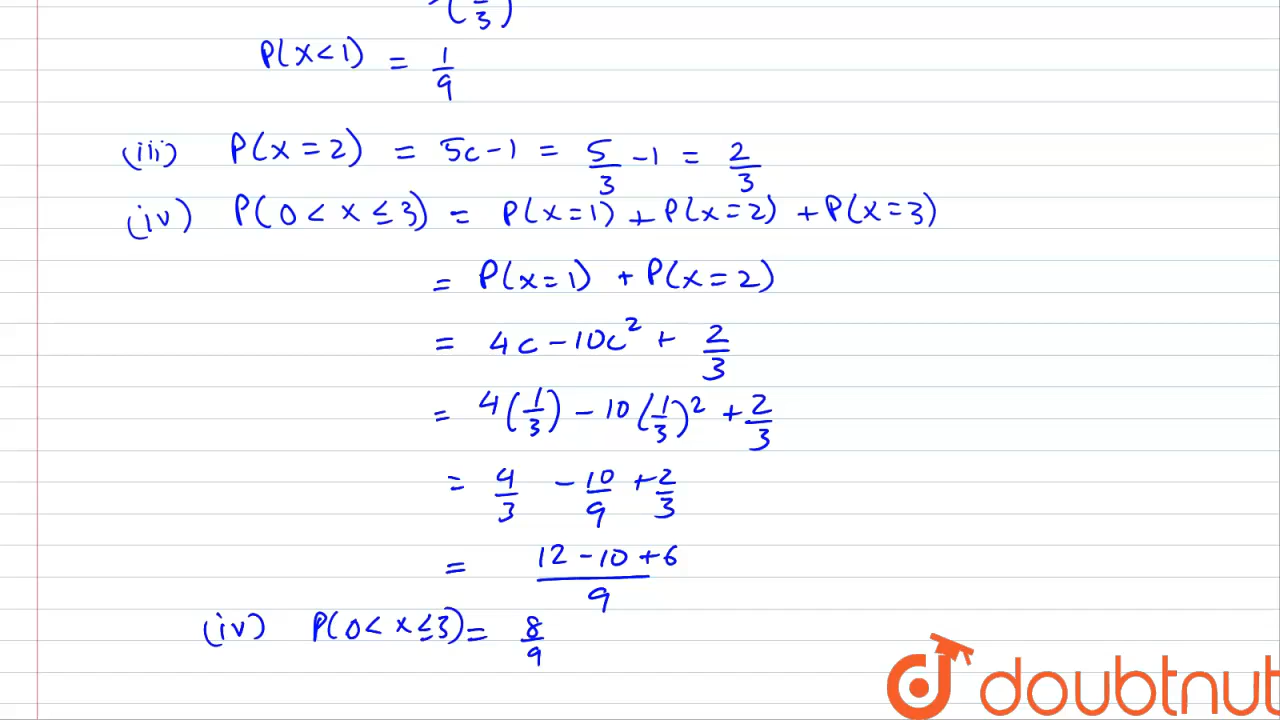 (1/3)
P(x<1) = 1/9
(iii) P(x=2) = 5c-1 = 5/3 -1 = 2/3
(iv) P(0 < x ≤ 3) = P(x=1) + P(x=2) + P(x=3)
= P(x=1) + P(x=2)
= 4c - 10c² + 2/3
= 4(1/3) - 10(1/3)² + 2/3
= 4/3 - 10/9 + 2/3
= 12 - 10 + 6 / 9
(iv) P(0 < x ≤ 3) = 8/9
doubtnut